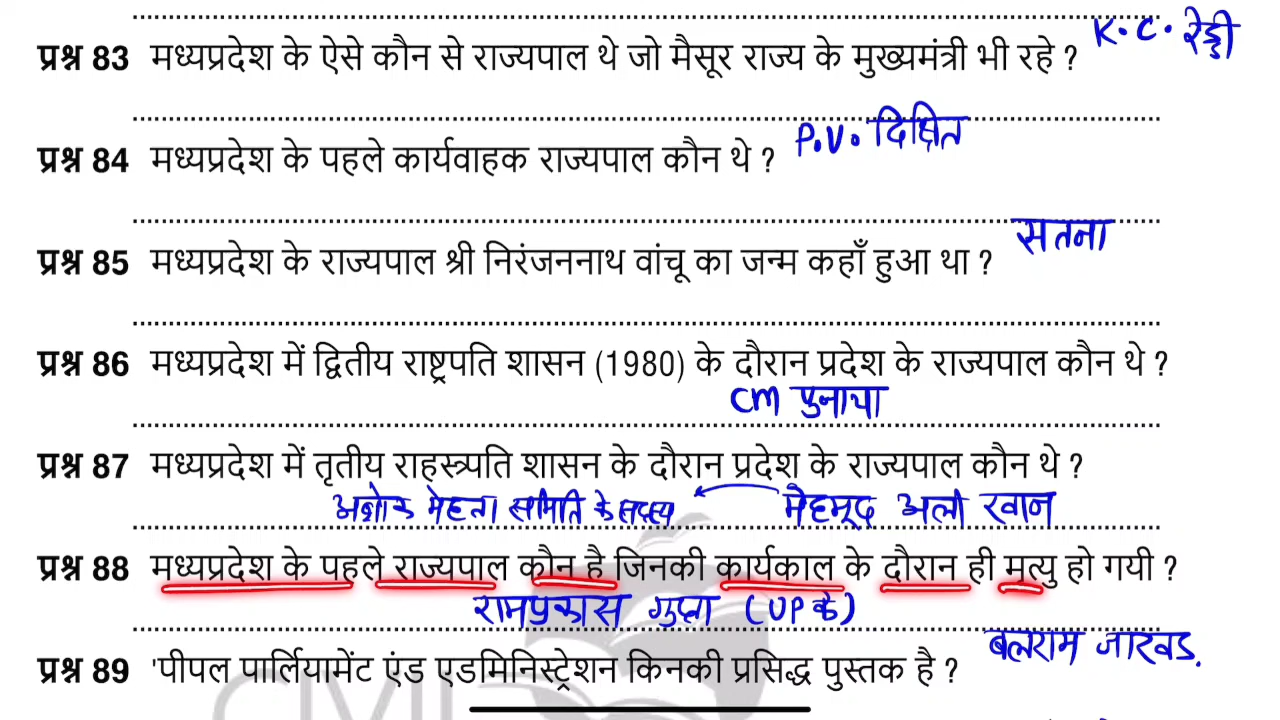 K. C. रेड्डी
प्रश्न 83 मध्यप्रदेश के ऐसे कौन से राज्यपाल थे जो मैसूर राज्य के मुख्यमंत्री भी रहे ?
P.V. दिक्षित
प्रश्न 84 मध्यप्रदेश के पहले कार्यवाहक राज्यपाल कौन थे ?
सतना
प्रश्न 85 मध्यप्रदेश के राज्यपाल श्री निरंजननाथ वांचू का जन्म कहाँ हुआ था ?
प्रश्न 86 मध्यप्रदेश में द्वितीय राष्ट्रपति शासन (1980) के दौरान प्रदेश के राज्यपाल कौन थे ?
CM पुनाचा
प्रश्न 87 मध्यप्रदेश में तृतीय राहस्त्रपति शासन के दौरान प्रदेश के राज्यपाल कौन थे ?
अशोक मेहता समिति के सदस्य मेहमूद अली खान
प्रश्न 88 मध्यप्रदेश के पहले राज्यपाल कौन है जिनकी कार्यकाल के दौरान ही मृत्यु हो गयी ?
रामप्रकास गुप्ता (UP के)
बलराम जाखड.
प्रश्न 89 'पीपल पार्लियामेंट एंड एडमिनिस्ट्रेशन किनकी प्रसिद्ध पुस्तक है ?